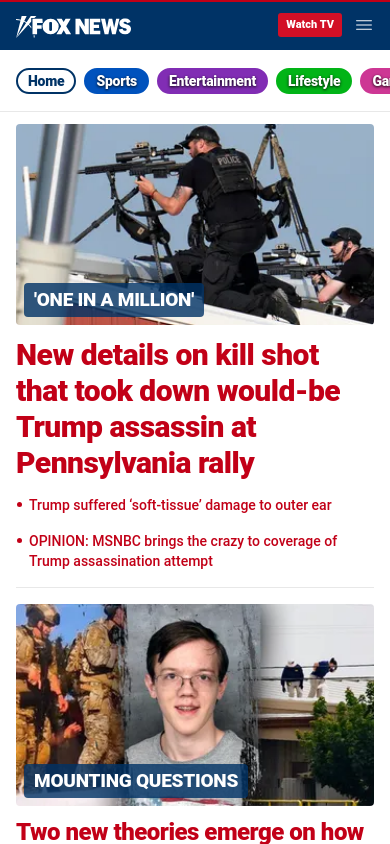 FOX NEWS
Watch TV
Home
Sports
Entertainment
Lifestyle
Ga
POLICE
'ONE IN A MILLION'
New details on kill shot
that took down would-be
Trump assassin at
Pennsylvania rally
• Trump suffered ‘soft-tissue’ damage to outer ear
• OPINION: MSNBC brings the crazy to coverage of
Trump assassination attempt
MOUNTING QUESTIONS
Two new theories emerge on how